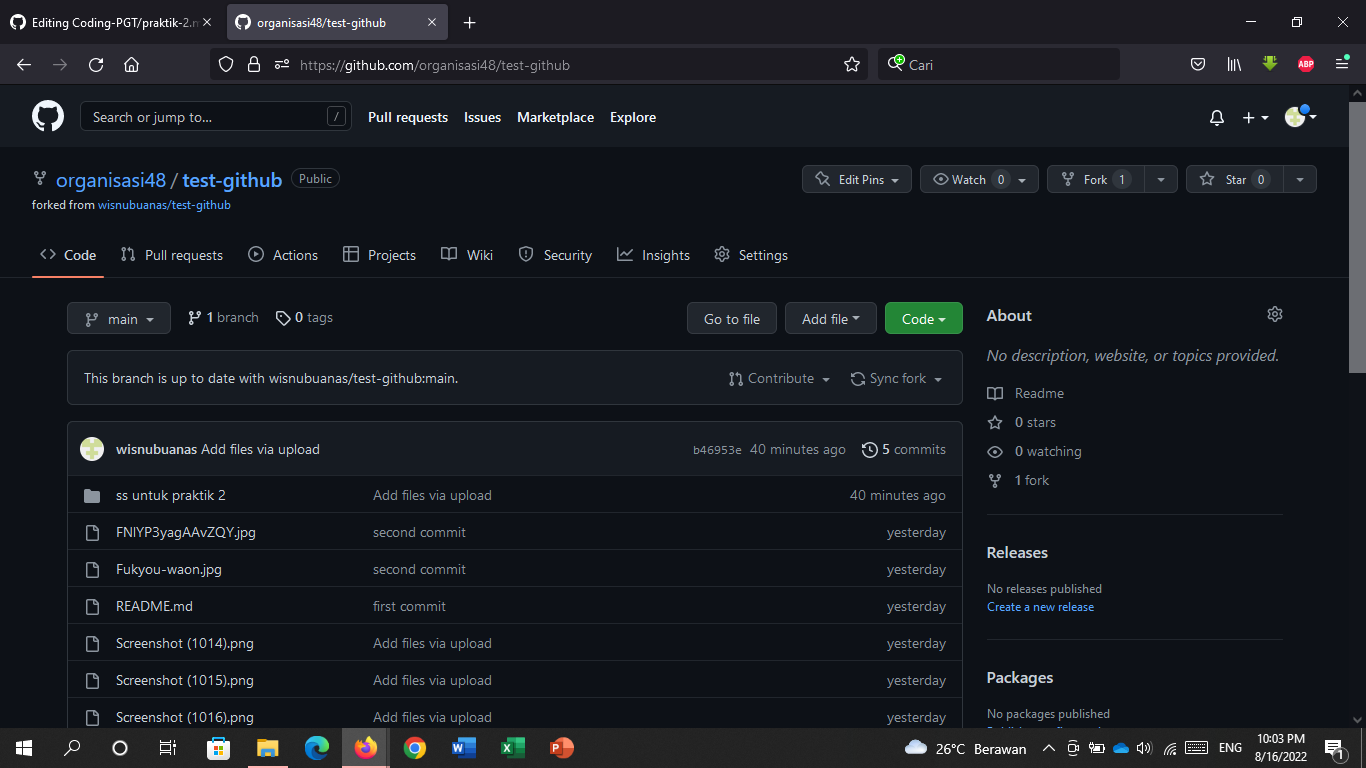 Editing Coding-PGT/praktik-2.m
organisasi48/test-github
https://github.com/organisasi48/test-github
Cari
ABP
Search or jump to...
/
Pull requests
Issues
Marketplace
Explore
organisasi48 / test-github
Public
forked from wisnubuanas/test-github
Edit Pins
Watch 0
Fork 1
Star 0
Code
Pull requests
Actions
Projects
Wiki
Security
Insights
Settings
main
1 branch
0 tags
Go to file
Add file
Code
This branch is up to date with wisnubuanas/test-github:main.
Contribute
Sync fork
wisnubuanas Add files via upload
b46953e 40 minutes ago
5 commits
ss untuk praktik 2 Add files via upload 40 minutes ago
FNIYP3yagAAvZQY.jpg second commit yesterday
Fukyou-waon.jpg second commit yesterday
README.md first commit yesterday
Screenshot (1014).png Add files via upload yesterday
Screenshot (1015).png Add files via upload yesterday
Screenshot (1016).png Add files via upload yesterday
About
No description, website, or topics provided.
Readme
0 stars
0 watching
1 fork
Releases
No releases published
Create a new release
Packages
No packages published
26°C Berawan
ENG
10:03 PM
8/16/2022
1